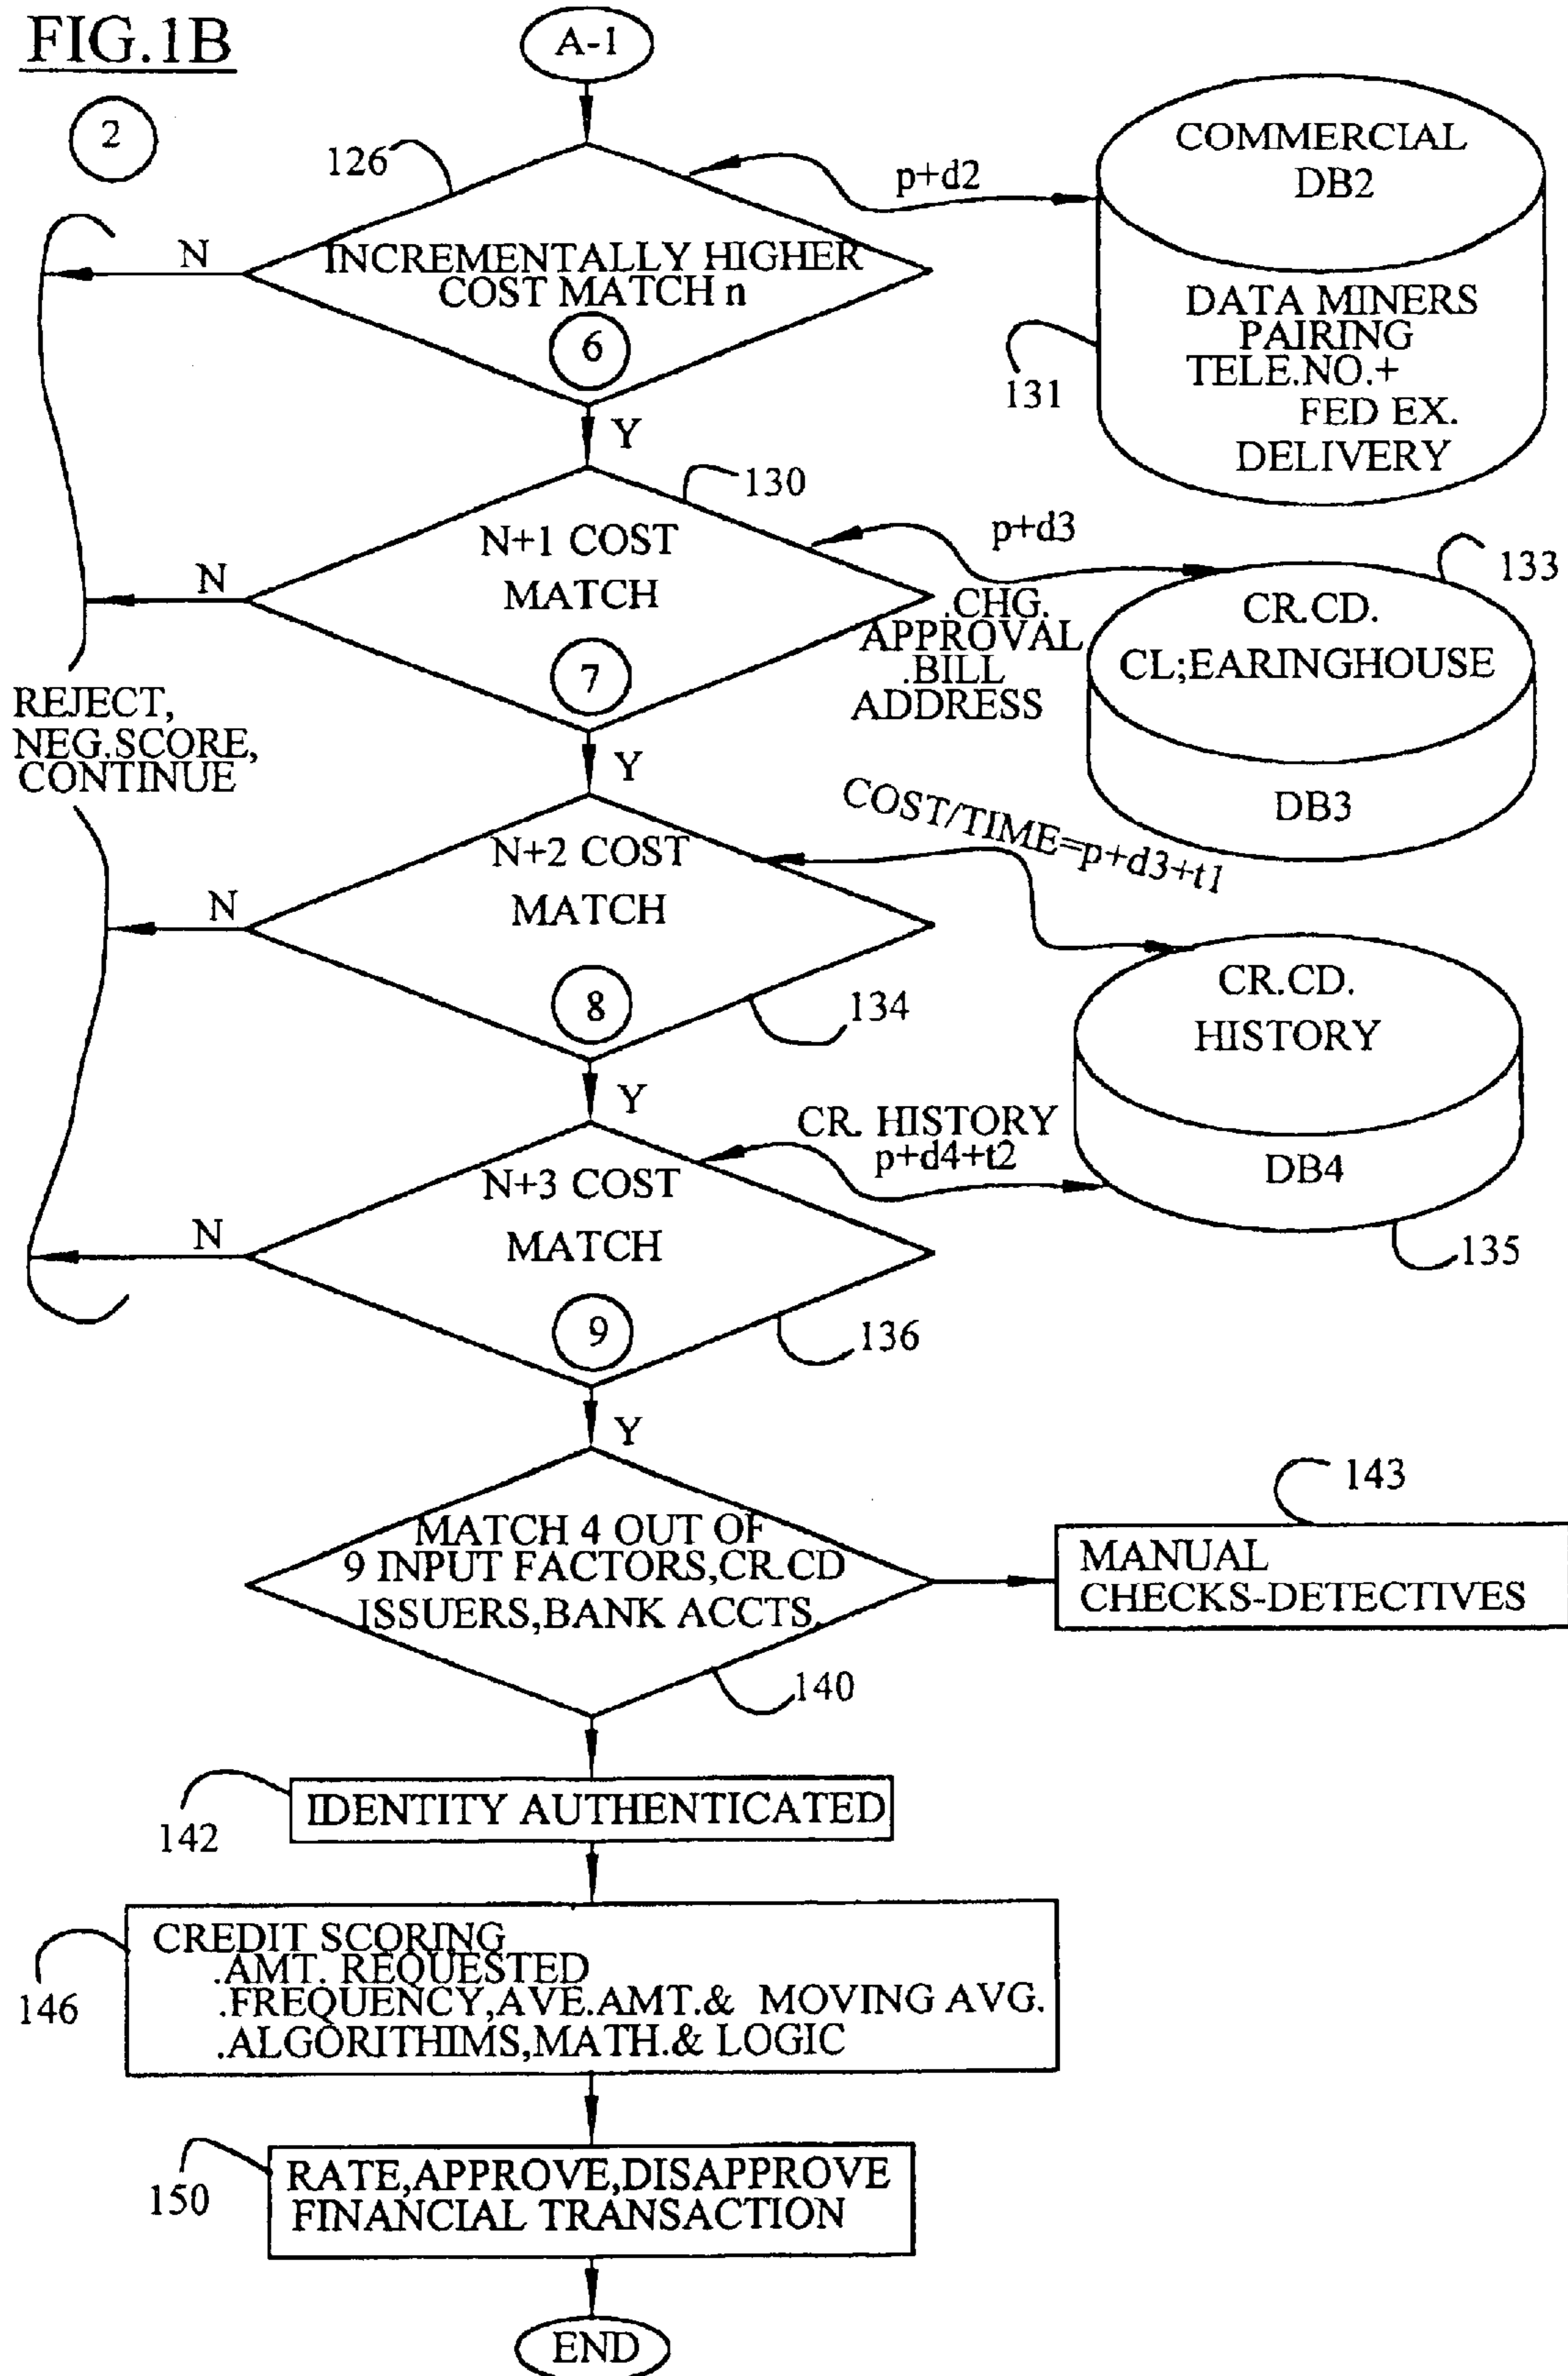 FIG.1B
A-1
2
126
p+d2
COMMERCIAL
DB2
N
INCREMENTALLY HIGHER
COST MATCH n
6
DATA MINERS
PAIRING
TELE.NO.+
FED EX.
DELIVERY
131
Y
130
N+1 COST
MATCH
7
N
p+d3
133
.CHG.
APPROVAL
.BILL
ADDRESS
CR.CD.
CL;EARINGHOUSE
DB3
REJECT,
NEG.SCORE,
CONTINUE
Y
COST/TIME=p+d3+t1
N+2 COST
MATCH
8
N
134
CR.CD.
HISTORY
DB4
135
Y
CR. HISTORY
p+d4+t2
N+3 COST
MATCH
9
N
136
Y
MATCH 4 OUT OF
9 INPUT FACTORS,CR.CD
ISSUERS,BANK ACCTS.
140
143
MANUAL
CHECKS-DETECTIVES
IDENTITY AUTHENTICATED
142
CREDIT SCORING
.AMT. REQUESTED
.FREQUENCY,AVE.AMT.& MOVING AVG.
.ALGORITHIMS,MATH.& LOGIC
146
RATE,APPROVE,DISAPPROVE
FINANCIAL TRANSACTION
150
END